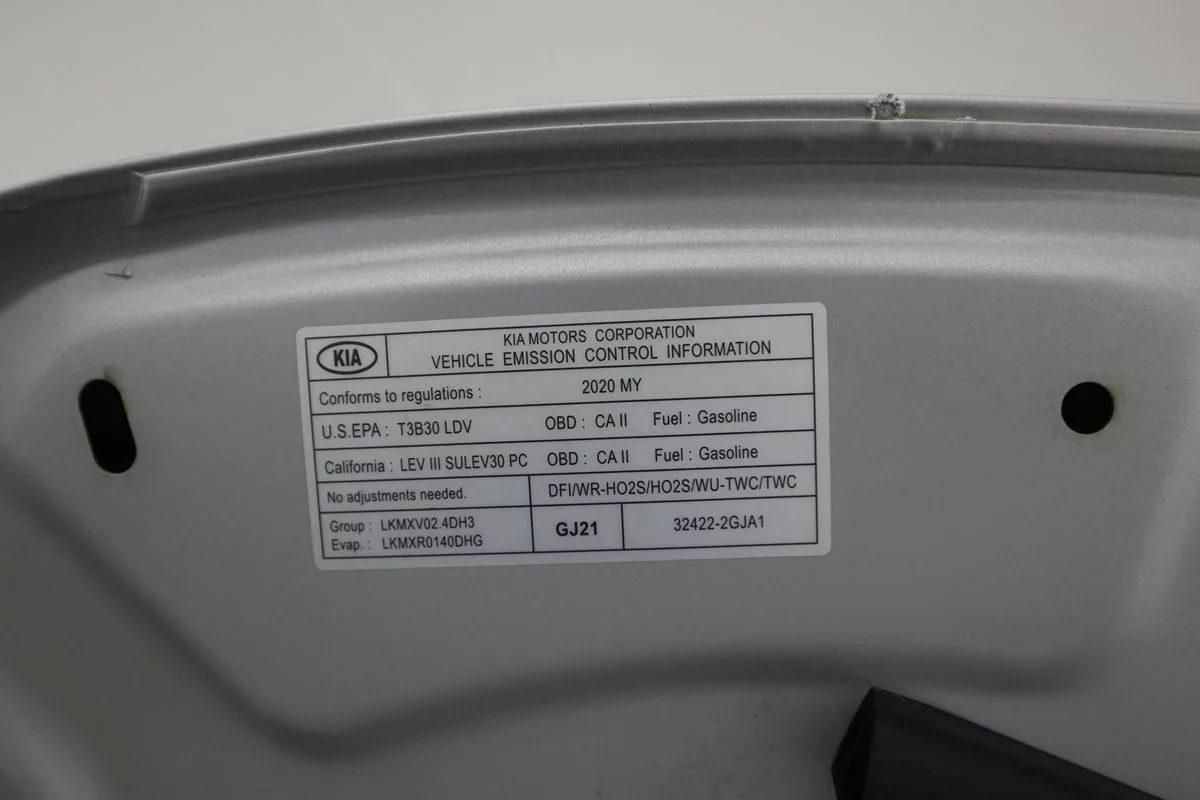 KIA
KIA MOTORS CORPORATION
VEHICLE EMISSION CONTROL INFORMATION
Conforms to regulations : 2020 MY
U.S.EPA : T3B30 LDV OBD : CA II Fuel : Gasoline
California : LEV III SULEV30 PC OBD : CA II Fuel : Gasoline
No adjustments needed. DFI/WR-HO2S/HO2S/WU-TWC/TWC
Group : LKMXV02.4DH3
Evap. : LKMXR0140DHG
GJ21
32422-2GJA1